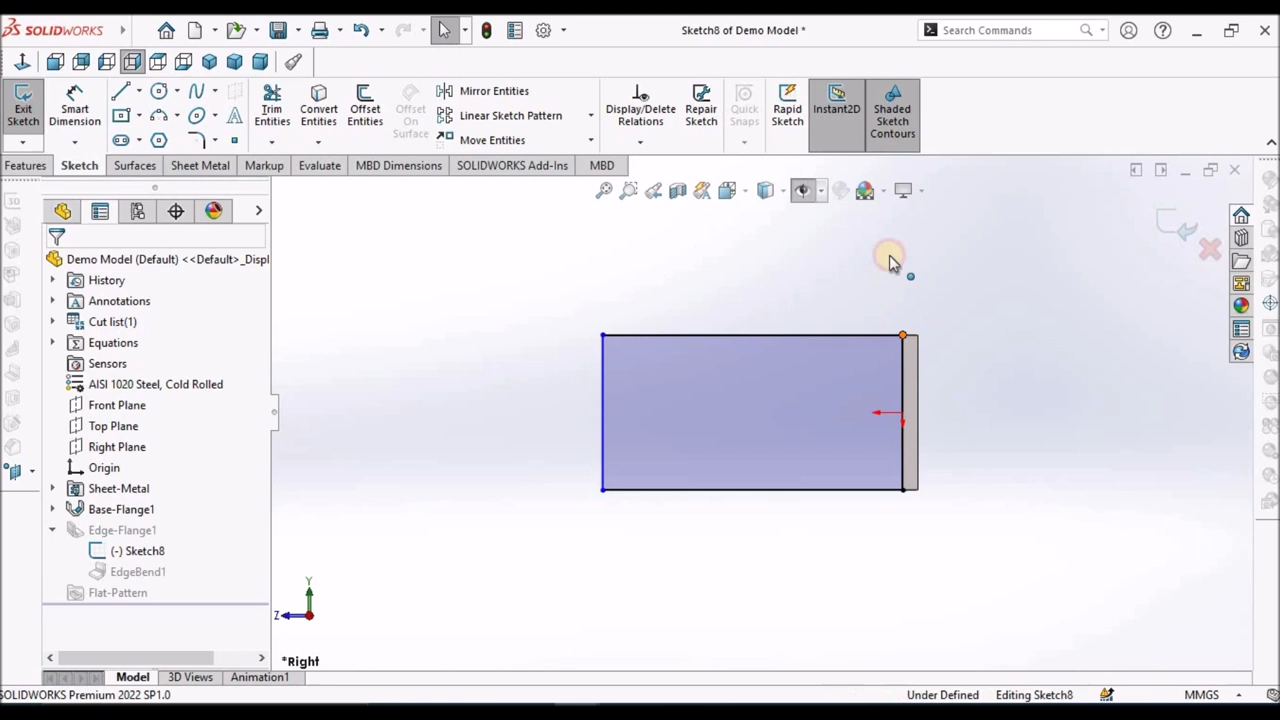 SOLIDWORKS
Sketch8 of Demo Model *
Search Commands
Exit Sketch
Smart Dimension
Trim Entities
Convert Entities
Offset Entities
Offset On Surface
Mirror Entities
Linear Sketch Pattern
Move Entities
Display/Delete Relations
Repair Sketch
Quick Snaps
Rapid Sketch
Instant2D
Shaded Sketch Contours
Features Sketch Surfaces Sheet Metal Markup Evaluate MBD Dimensions SOLIDWORKS Add-Ins MBD
Demo Model (Default) <<Default>_Displ
History
Annotations
Cut list(1)
Equations
Sensors
AISI 1020 Steel, Cold Rolled
Front Plane
Top Plane
Right Plane
Origin
Sheet-Metal
Base-Flange1
Edge-Flange1
(-) Sketch8
EdgeBend1
Flat-Pattern
Y
Z
*Right
Model 3D Views Animation1
SOLIDWORKS Premium 2022 SP1.0
Under Defined Editing Sketch8 MMGS